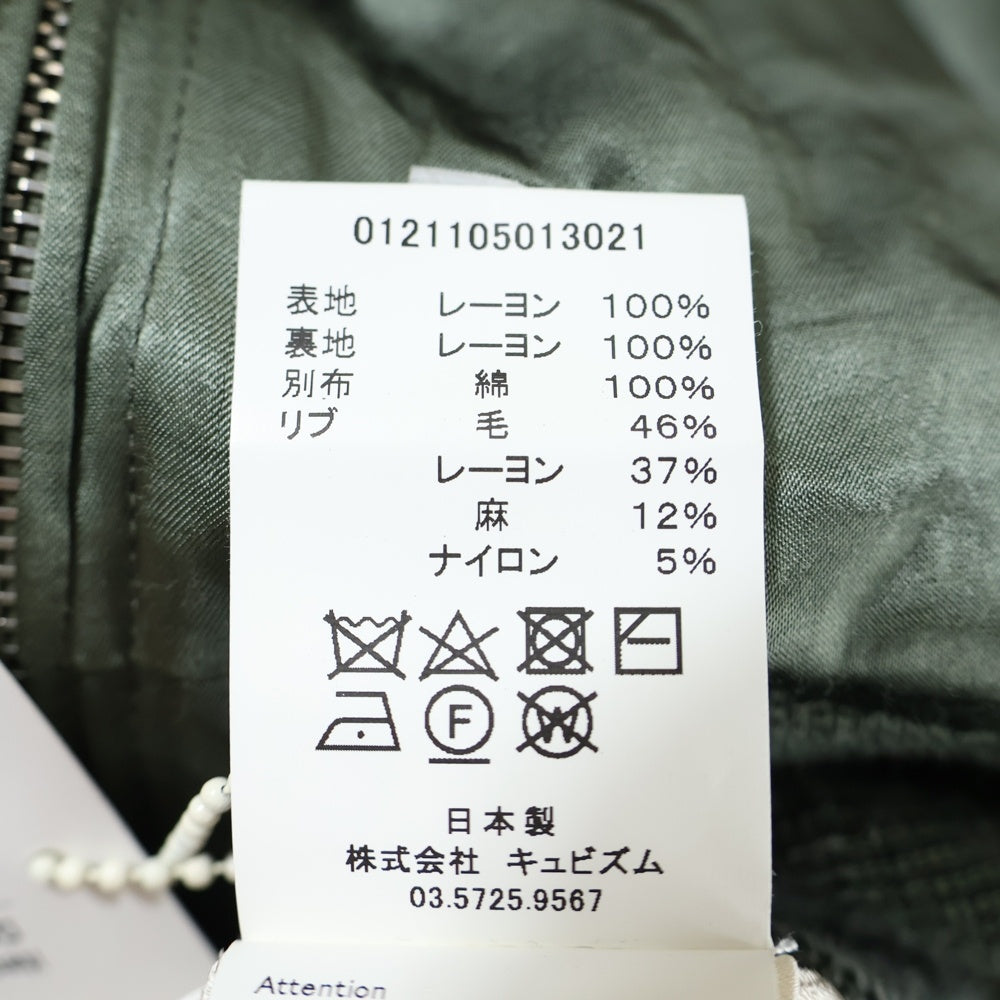 0121105013021
表地 レーヨン 100%
裏地 レーヨン 100%
別布 綿 100%
リブ 毛 46%
レーヨン 37%
麻 12%
ナイロン 5%
F W
日本製
株式会社 キュビズム
03.5725.9567
Attention